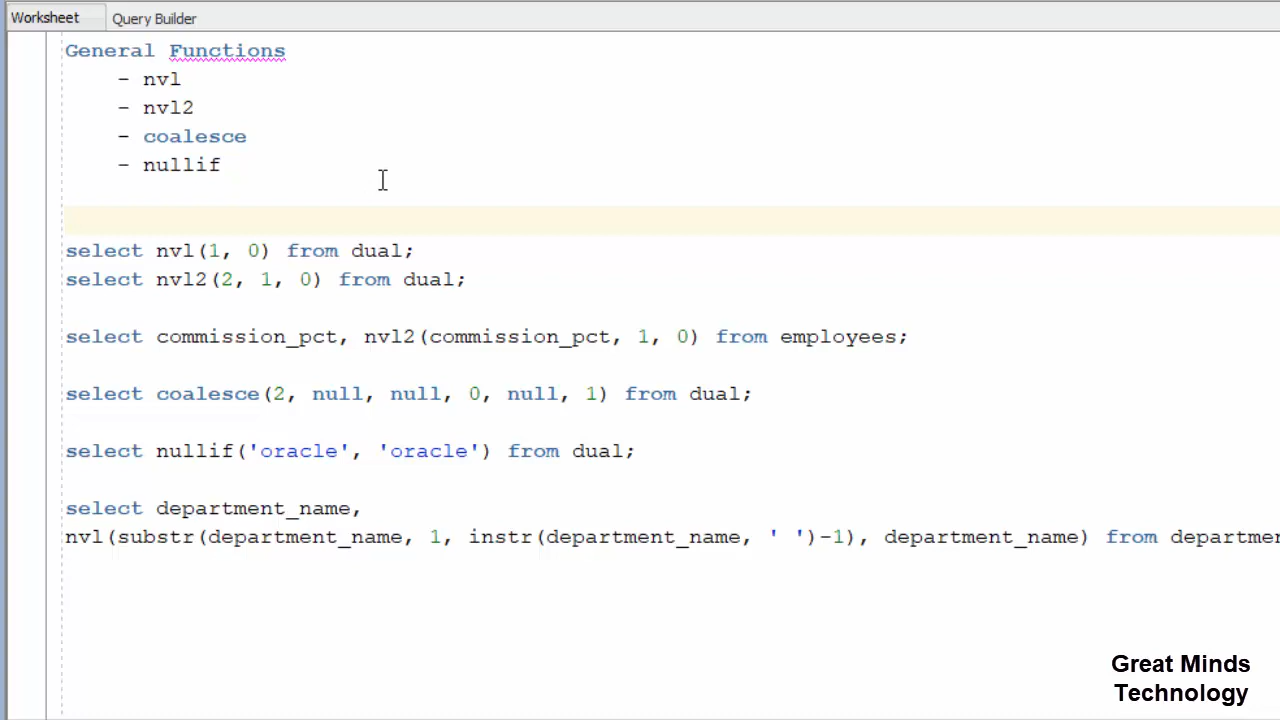 Worksheet Query Builder
General Functions
- nvl
- nvl2
- coalesce
- nullif
select nvl(1, 0) from dual;
select nvl2(2, 1, 0) from dual;
select commission_pct, nvl2(commission_pct, 1, 0) from employees;
select coalesce(2, null, null, 0, null, 1) from dual;
select nullif('oracle', 'oracle') from dual;
select department_name,
nvl(substr(department_name, 1, instr(department_name, ' ')-1), department_name) from departmen
Great Minds
Technology